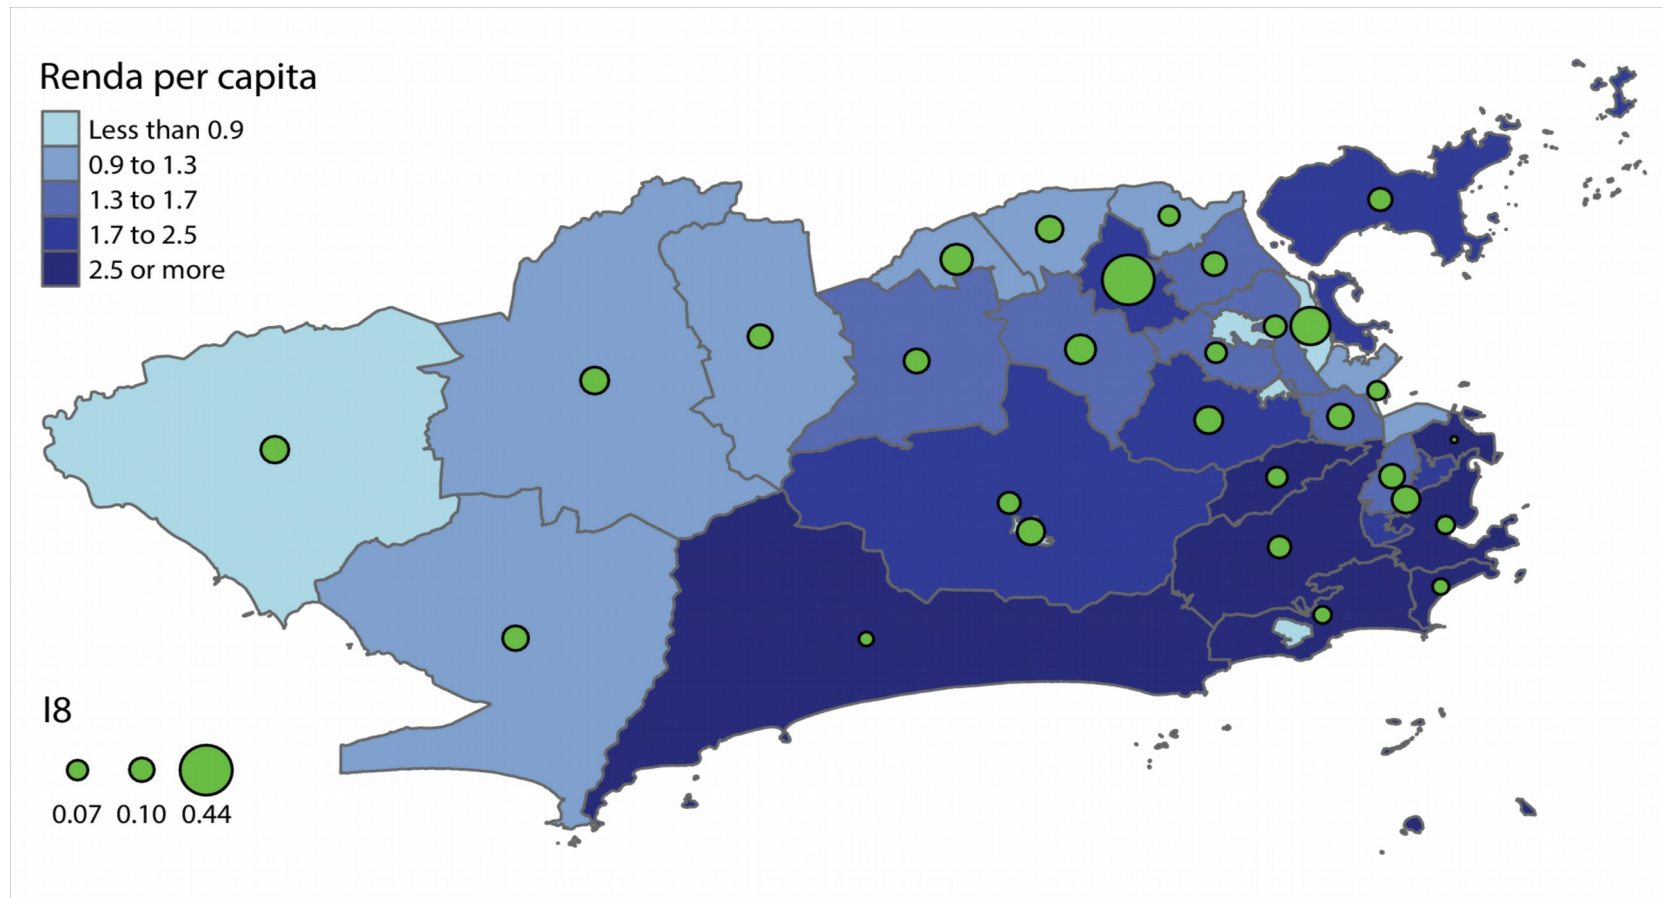 Renda per capita
Less than 0.9
0.9 to 1.3
1.3 to 1.7
1.7 to 2.5
2.5 or more
I8
0.07 0.10 0.44